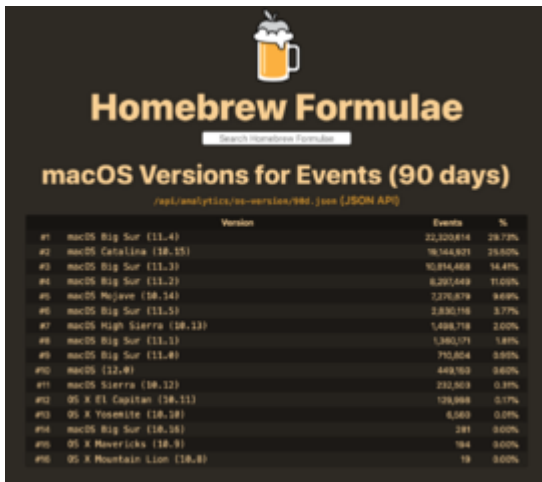 Homebrew Formulae
Search Homebrew Formulae
macOS Versions for Events (90 days)
/api/analytics/os-version/90d.json (JSON API)
Version Events %
#1 macOS Big Sur (11.4) 22,320,614 29.73%
#2 macOS Catalina (10.15) 19,144,921 25.50%
#3 macOS Big Sur (11.3) 10,814,468 14.41%
#4 macOS Big Sur (11.2) 8,297,449 11.05%
#5 macOS Mojave (10.14) 7,270,879 9.69%
#6 macOS Big Sur (11.5) 2,830,116 3.77%
#7 macOS High Sierra (10.13) 1,498,718 2.00%
#8 macOS Big Sur (11.1) 1,360,171 1.81%
#9 macOS Big Sur (11.0) 710,804 0.95%
#10 macOS (12.0) 449,150 0.60%
#11 macOS Sierra (10.12) 232,503 0.31%
#12 OS X El Capitan (10.11) 129,998 0.17%
#13 OS X Yosemite (10.10) 6,560 0.01%
#14 macOS Big Sur (10.16) 281 0.00%
#15 OS X Mavericks (10.9) 184 0.00%
#16 OS X Mountain Lion (10.8) 19 0.00%